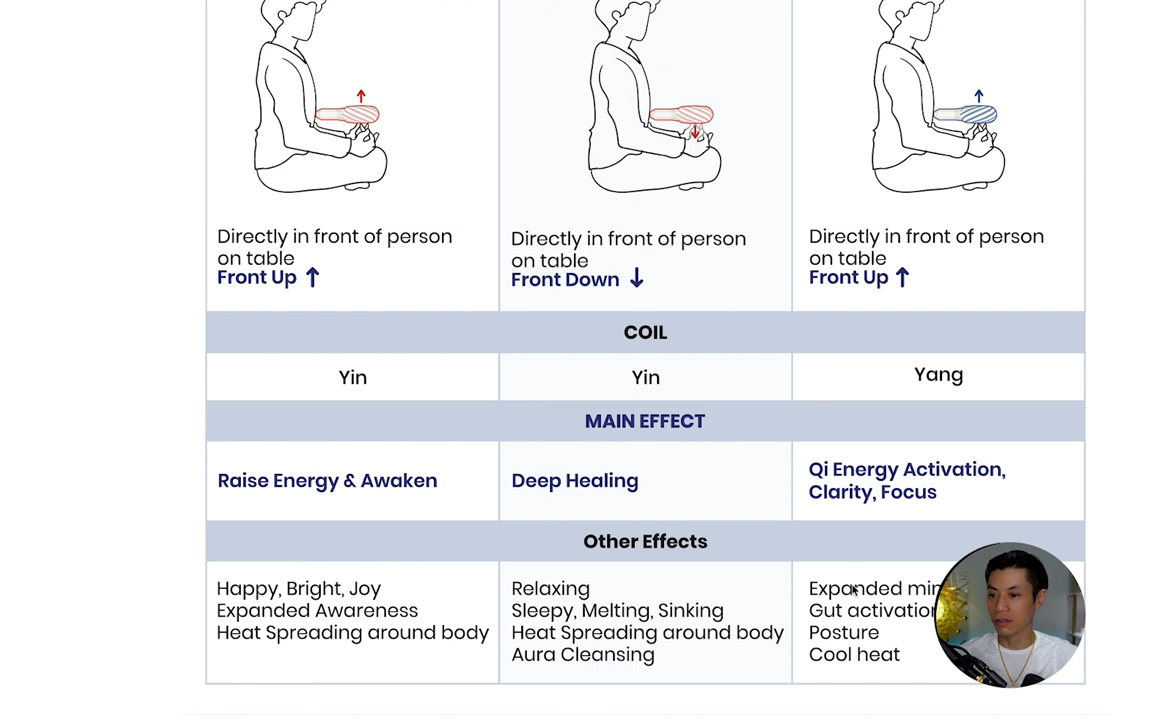 Directly in front of person
on table
Front Up ↑
Directly in front of person
on table
Front Down ↓
Directly in front of person
on table
Front Up ↑
COIL
Yin
Yin
Yang
MAIN EFFECT
Raise Energy & Awaken
Deep Healing
Qi Energy Activation,
Clarity, Focus
Other Effects
Happy, Bright, Joy
Expanded Awareness
Heat Spreading around body
Relaxing
Sleepy, Melting, Sinking
Heat Spreading around body
Aura Cleansing
Expanded
Gut
Posture
Cool heat